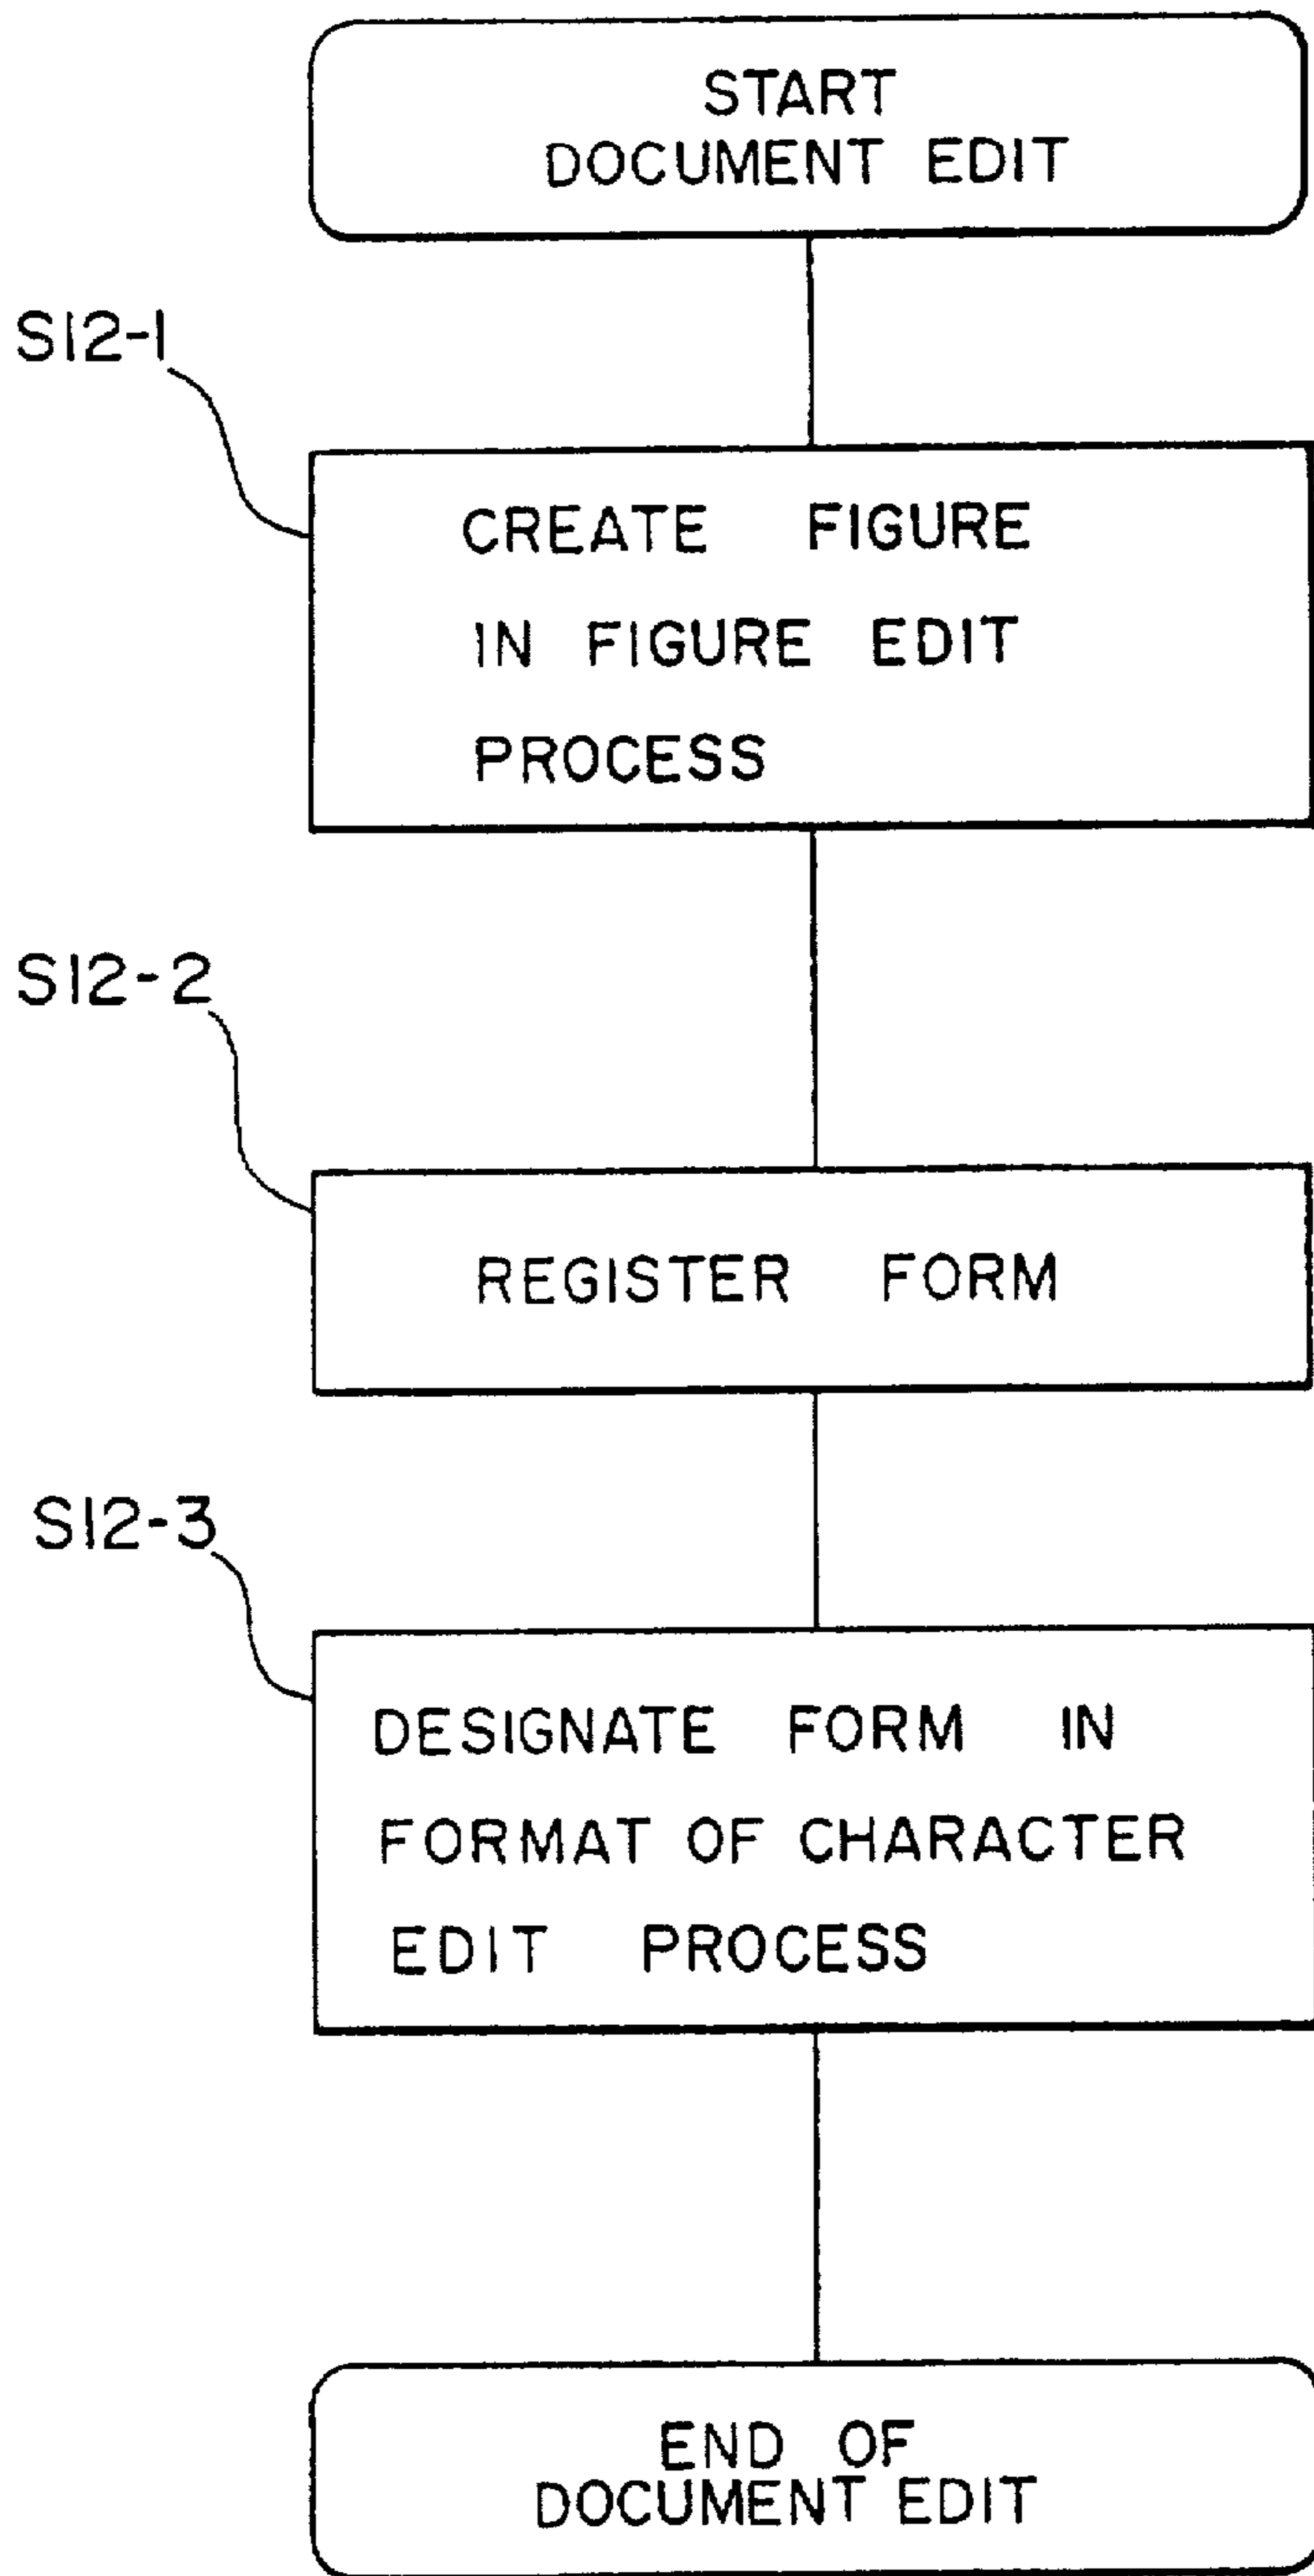 START
DOCUMENT EDIT
S12-1
CREATE FIGURE
IN FIGURE EDIT
PROCESS
S12-2
REGISTER FORM
S12-3
DESIGNATE FORM IN
FORMAT OF CHARACTER
EDIT PROCESS
END OF
DOCUMENT EDIT